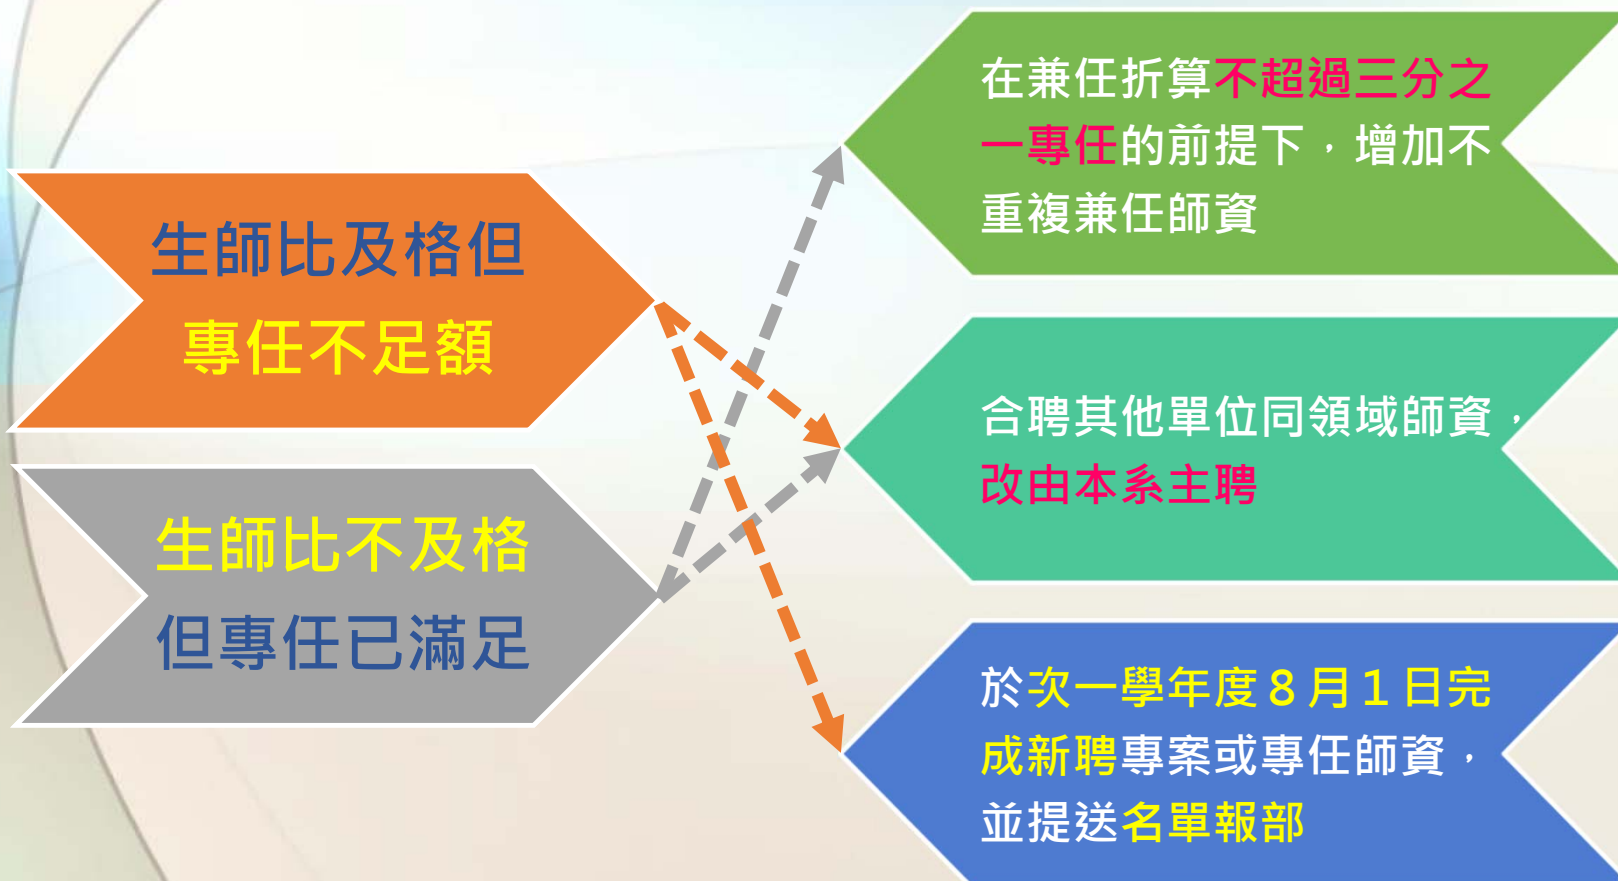 生師比及格但
專任不足額
生師比不及格
但專任已滿足
在兼任折算不超過三分之
一專任的前提下，增加不
重複兼任師資
合聘其他單位同領域師資，
改由本系主聘
於次一學年度８月１日完
成新聘專案或專任師資，
並提送名單報部